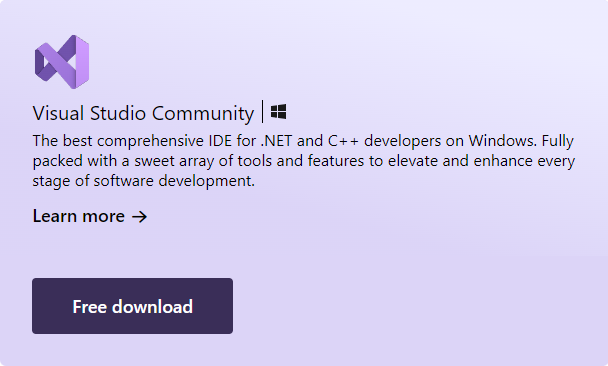 Visual Studio Community
The best comprehensive IDE for .NET and C++ developers on Windows. Fully
packed with a sweet array of tools and features to elevate and enhance every
stage of software development.
Learn more →
Free download